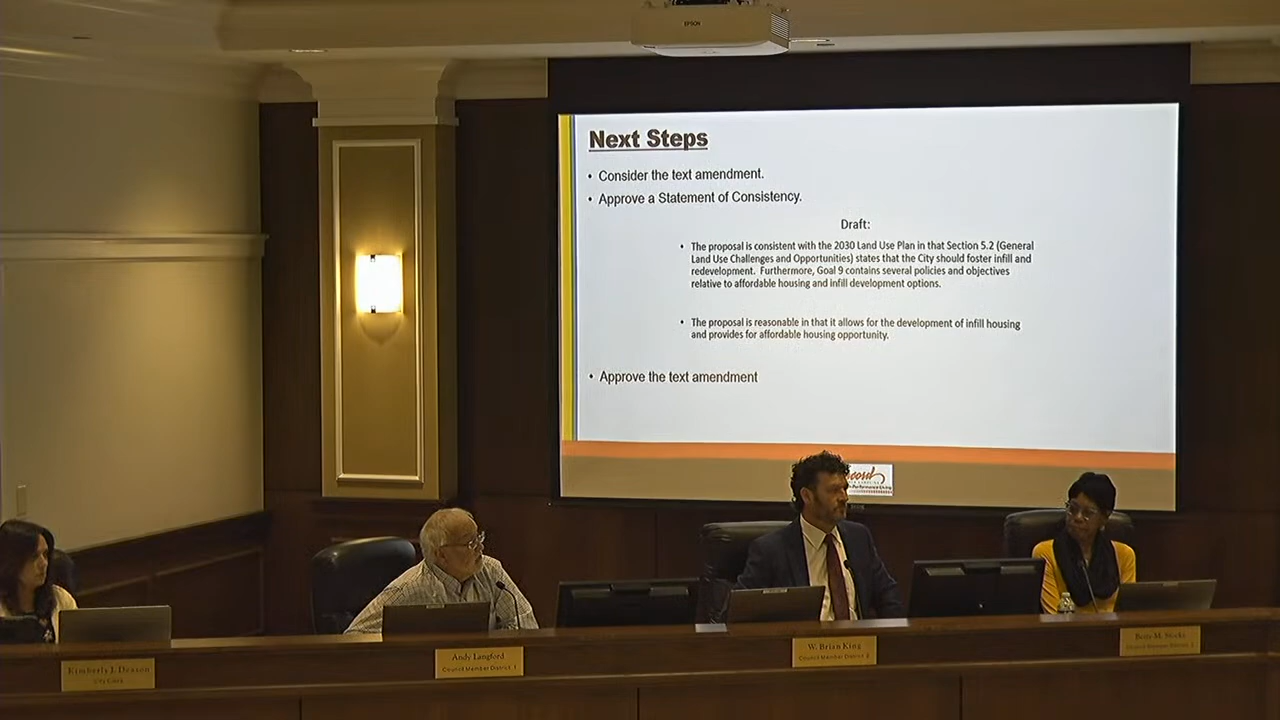 EPSON
Next Steps
• Consider the text amendment.
• Approve a Statement of Consistency.
Draft:
• The proposal is consistent with the 2030 Land Use Plan in that Section 5.2 (General
Land Use Challenges and Opportunities) states that the City should foster infill and
redevelopment. Furthermore, Goal 9 contains several policies and objectives
relative to affordable housing and infill development options.
• The proposal is reasonable in that it allows for the development of infill housing
and provides for affordable housing opportunity.
• Approve the text amendment
Performance Living
Kimberly J. Deason
City Clerk
Andy Langford
Council Member District 1
W. Brian King
Council Member District
Council Member District